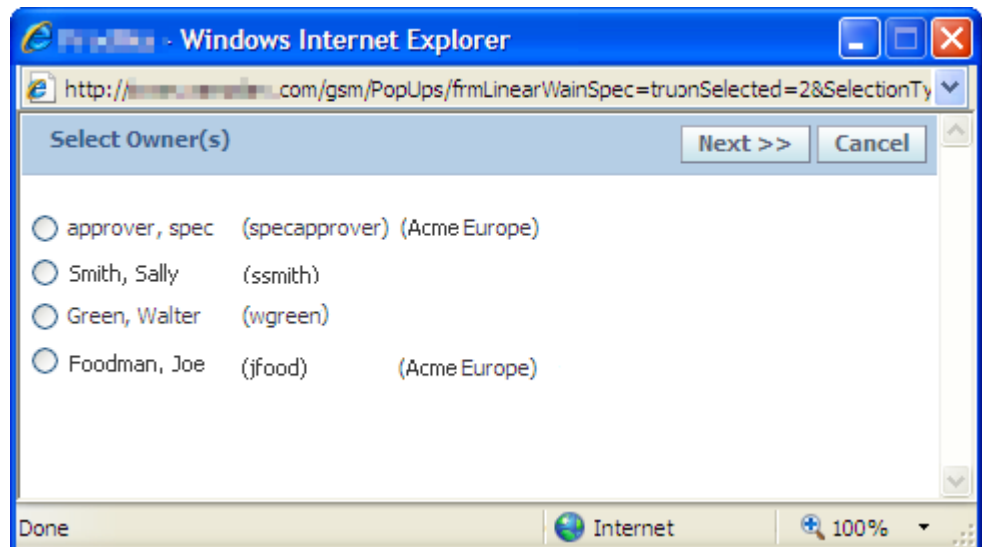 - Windows Internet Explorer
http:// .com/gsm/PopUps/frmLinearWainSpec=truonSelected=2&SelectionTy
Select Owner(s) Next >> Cancel
approver, spec (specapprover) (Acme Europe)
Smith, Sally (ssmith)
Green, Walter (wgreen)
Foodman, Joe (jfood) (Acme Europe)
Done Internet 100%